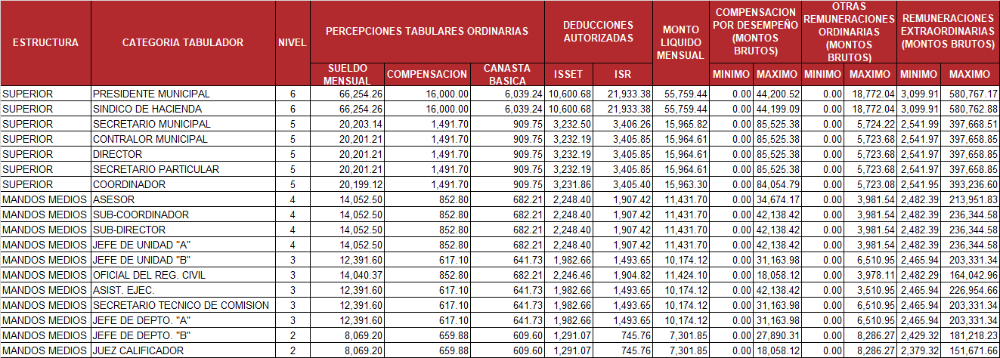 ESTRUCTURA CATEGORIA TABULADOR NIVEL PERCEPCIONES TABULARES ORDINARIAS DEDUCCIONES AUTORIZADAS MONTO LIQUIDO MENSUAL COMPENSACION POR DESEMPEÑO (MONTOS BRUTOS) OTRAS REMUNERACIONES ORDINARIAS (MONTOS BRUTOS) REMUNERACIONES EXTRAORDINARIAS (MONTOS BRUTOS)
SUELDO MENSUAL COMPENSACION CANASTA BASICA ISSET ISR MINIMO MAXIMO MINIMO MAXIMO MINIMO MAXIMO
SUPERIOR PRESIDENTE MUNICIPAL 6 66,254.26 16,000.00 6,039.24 10,600.68 21,933.38 55,759.44 0.00 44,200.52 0.00 18,772.04 3,099.91 580,767.17
SUPERIOR SINDICO DE HACIENDA 6 66,254.26 16,000.00 6,039.24 10,600.68 21,933.38 55,759.44 0.00 44,199.09 0.00 18,772.04 3,099.91 580,762.88
SUPERIOR SECRETARIO MUNICIPAL 5 20,203.14 1,491.70 909.75 3,232.50 3,406.26 15,965.82 0.00 85,525.38 0.00 5,724.22 2,541.99 397,668.51
SUPERIOR CONTRALOR MUNICIPAL 5 20,201.21 1,491.70 909.75 3,232.19 3,405.85 15,964.61 0.00 85,525.38 0.00 5,723.68 2,541.97 397,658.85
SUPERIOR DIRECTOR 5 20,201.21 1,491.70 909.75 3,232.19 3,405.85 15,964.61 0.00 85,525.38 0.00 5,723.68 2,541.97 397,658.85
SUPERIOR SECRETARIO PARTICULAR 5 20,201.21 1,491.70 909.75 3,232.19 3,405.85 15,964.61 0.00 85,525.38 0.00 5,723.68 2,541.97 397,658.85
SUPERIOR COORDINADOR 5 20,199.12 1,491.70 909.75 3,231.86 3,405.40 15,963.30 0.00 84,054.79 0.00 5,723.08 2,541.95 393,236.60
MANDOS MEDIOS ASESOR 4 14,052.50 852.80 682.21 2,248.40 1,907.42 11,431.70 0.00 34,674.17 0.00 3,981.54 2,482.39 213,951.83
MANDOS MEDIOS SUB-COORDINADOR 4 14,052.50 852.80 682.21 2,248.40 1,907.42 11,431.70 0.00 42,138.42 0.00 3,981.54 2,482.39 236,344.58
MANDOS MEDIOS SUB-DIRECTOR 4 14,052.50 852.80 682.21 2,248.40 1,907.42 11,431.70 0.00 42,138.42 0.00 3,981.54 2,482.39 236,344.58
MANDOS MEDIOS JEFE DE UNIDAD "A" 4 14,052.50 852.80 682.21 2,248.40 1,907.42 11,431.70 0.00 42,138.42 0.00 3,981.54 2,482.39 236,344.58
MANDOS MEDIOS JEFE DE UNIDAD "B" 3 12,391.60 617.10 641.73 1,982.66 1,493.65 10,174.12 0.00 31,163.98 0.00 6,510.95 2,465.94 203,331.34
MANDOS MEDIOS OFICIAL DEL REG. CIVIL 3 14,040.37 852.80 682.21 2,246.46 1,904.82 11,424.10 0.00 18,058.12 0.00 3,978.11 2,482.29 164,042.96
MANDOS MEDIOS ASIST. EJEC. 3 12,391.60 617.10 641.73 1,982.66 1,493.65 10,174.12 0.00 42,138.42 0.00 3,510.95 2,465.94 226,954.66
MANDOS MEDIOS SECRETARIO TECNICO DE COMISION 3 12,391.60 617.10 641.73 1,982.66 1,493.65 10,174.12 0.00 31,163.98 0.00 6,510.95 2,465.94 203,331.34
MANDOS MEDIOS JEFE DE DEPTO. "A" 3 12,391.60 617.10 641.73 1,982.66 1,493.65 10,174.12 0.00 31,163.98 0.00 6,510.95 2,465.94 203,331.34
MANDOS MEDIOS JEFE DE DEPTO. "B" 2 8,069.20 659.88 609.60 1,291.07 745.76 7,301.85 0.00 27,890.31 0.00 8,286.27 2,429.32 181,218.23
MANDOS MEDIOS JUEZ CALIFICADOR 2 8,069.20 659.88 609.60 1,291.07 745.76 7,301.85 0.00 18,058.12 0.00 8,286.27 2,379.32 151,671.66